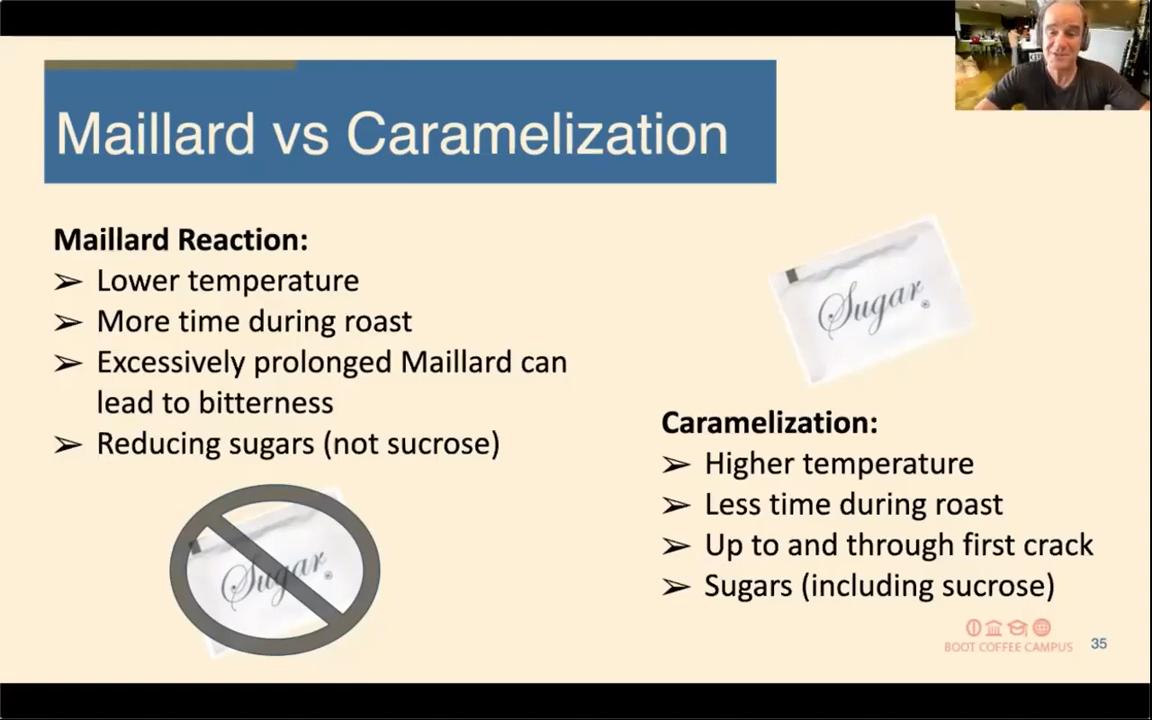 Maillard vs Caramelization
Maillard Reaction:
➢ Lower temperature
➢ More time during roast
➢ Excessively prolonged Maillard can
lead to bitterness
➢ Reducing sugars (not sucrose)
Sugar®
Sugar®
Caramelization:
➢ Higher temperature
➢ Less time during roast
➢ Up to and through first crack
➢ Sugars (including sucrose)
BOOT COFFEE CAMPUS
35